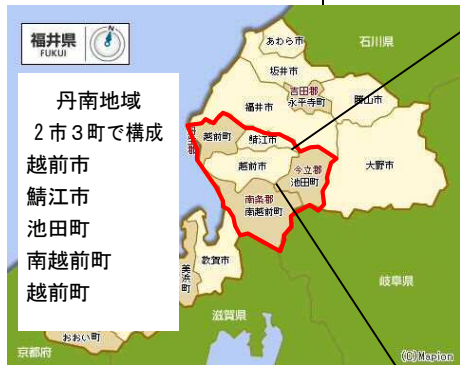 福井県
FUKUI
丹南地域
2市3町で構成
越前市
鯖江市
池田町
南越前町
越前町
あわら市
石川県
坂井市
吉田郡
永平寺町
勝山市
福井市
越前町
鯖江市
越前市
今立郡
池田町
大野市
南条郡
南越前町
敦賀市
美浜町
岐阜県
滋賀県
おおい町
京都府
(C)Mapion